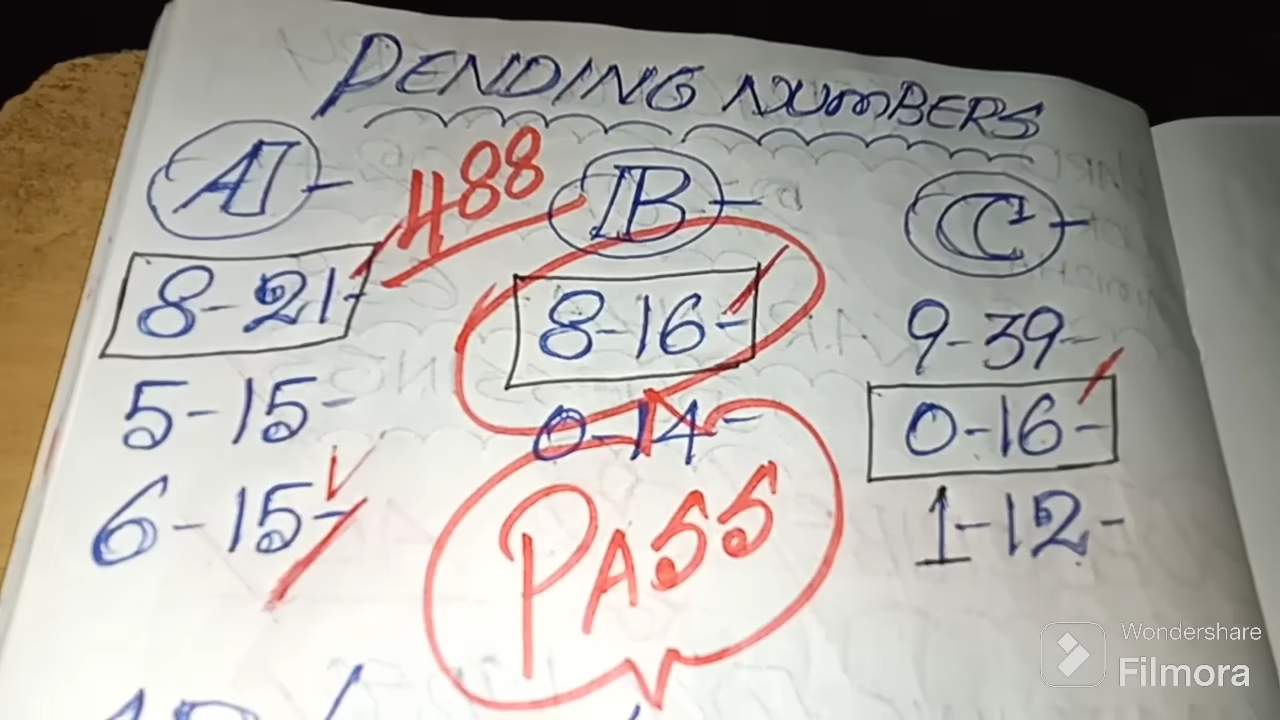 PENDING NUMBERS
A - 488 B - C -
8-21- 8-16- 9-39-
5-15- 0-14- 0-16-
6-15- PASS 1-12-
Wondershare
Filmora